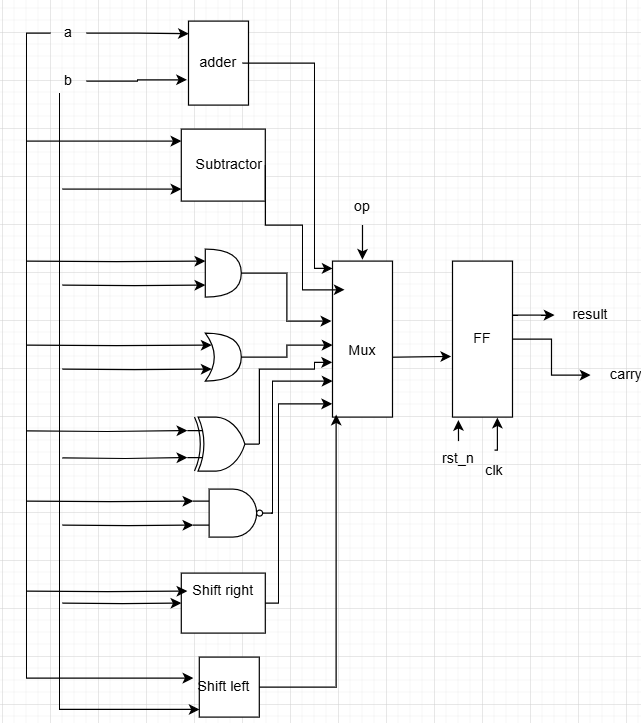 a
adder
b
Subtractor
op
result
Mux
FF
carry
rst_n
clk
Shift right
Shift left